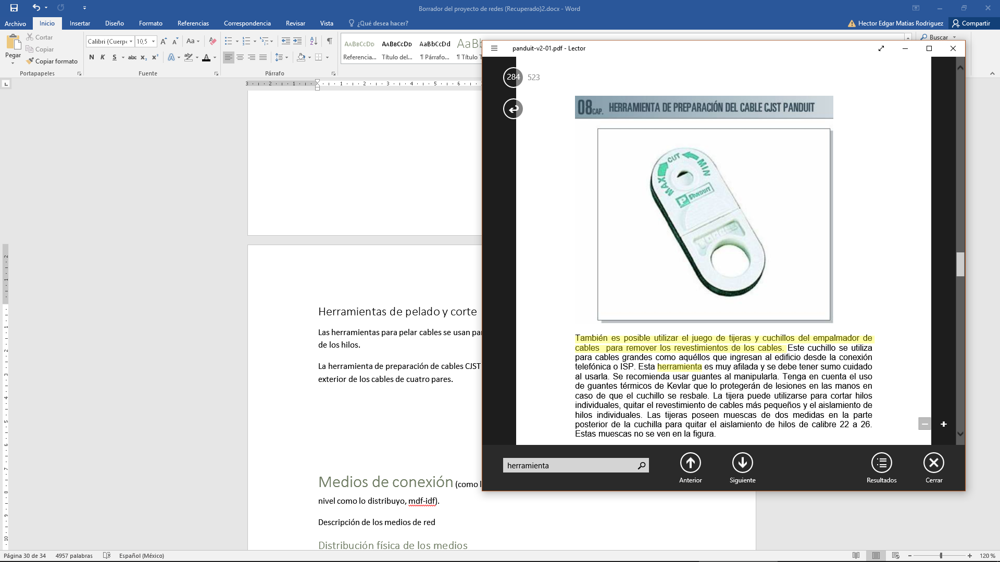 Borrador del proyecto de redes (Recuperado)2.docx - Word
Archivo Inicio Insertar Diseño Formato Referencias Correspondencia Revisar Vista ¿Qué desea hacer? Hector Edgar Matias Rodriguez Compartir
Pegar
Cortar
Copiar
Copiar formato
Portapapeles
Calibri (Cuerp 10,5
N K S abc x₂ x²
Fuente
Párrafo
AaBbCcDd AaBbCcDd AaBbCcDd AaBb
Referencia... Título del... ¶ Párrafo... ¶ Título T
Buscar
panduit-v2-01.pdf - Lector
284 523
08 CAP. HERRAMIENTA DE PREPARACIÓN DEL CABLE CJST PANDUIT
MAX CUT MIN
PANDUIT
También es posible utilizar el juego de tijeras y cuchillos del empalmador de
cables para remover los revestimientos de los cables. Este cuchillo se utiliza
para cables grandes como aquéllos que ingresan al edificio desde la conexión
telefónica o ISP. Esta herramienta es muy afilada y se debe tener sumo cuidado
al usarla. Se recomienda usar guantes al manipularla. Tenga en cuenta el uso
de guantes térmicos de Kevlar que lo protegerán de lesiones en las manos en
caso de que el cuchillo se resbale. La tijera puede utilizarse para cortar hilos
individuales, quitar el revestimiento de cables más pequeños y el aislamiento de
hilos individuales. Las tijeras poseen muescas de dos medidas en la parte
posterior de la cuchilla para quitar el aislamiento de hilos de calibre 22 a 26.
Estas muescas no se ven en la figura.
herramienta
Anterior Siguiente Resultados Cerrar
Herramientas de pelado y corte
Las herramientas para pelar cables se usan par
de los hilos.
La herramienta de preparación de cables CJST
exterior de los cables de cuatro pares.
Medios de conexión (como l
nivel como lo distribuyo, mdf-idf).
Descripción de los medios de red
Distribución física de los medios
Página 30 de 34 4957 palabras Español (México) 120 %